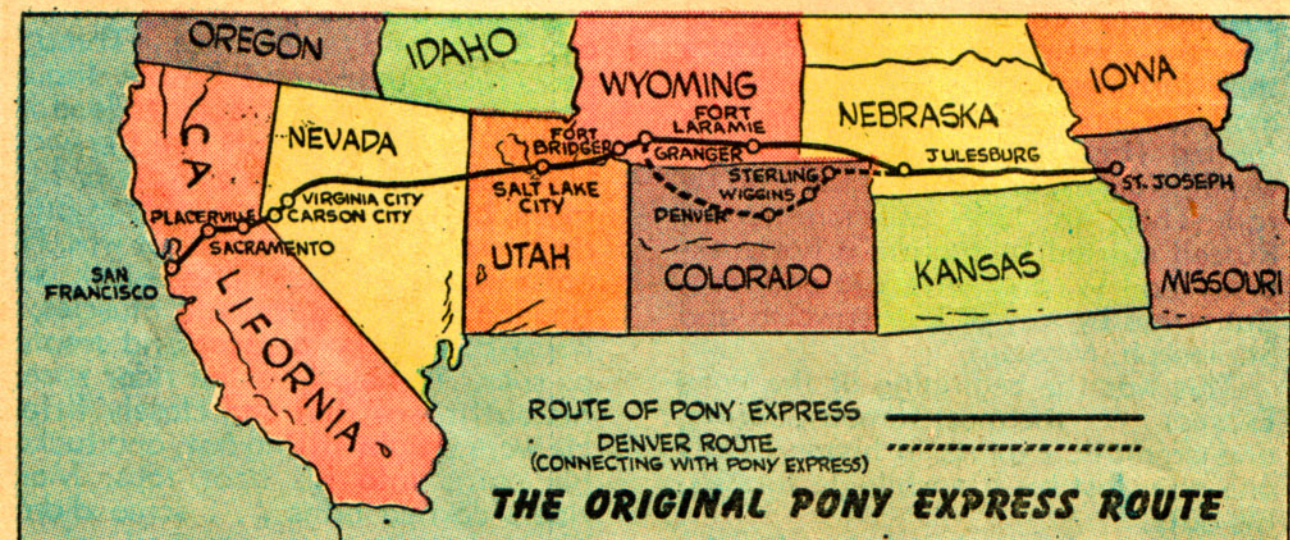 OREGON
IDAHO
WYOMING
IOWA
NEBRASKA
CA
NEVADA
FORT
LARAMIE
FORT
BRIDGER
GRANGER
JULESBURG
STERLING
ST. JOSEPH
SALT LAKE
CITY
WIGGINS
VIRGINIA CITY
DENVER
PLACERVILLE
CARSON CITY
SACRAMENTO
UTAH
COLORADO
KANSAS
MISSOURI
SAN
FRANCISCO
LIFORNIA
ROUTE OF PONY EXPRESS
DENVER ROUTE
(CONNECTING WITH PONY EXPRESS)
THE ORIGINAL PONY EXPRESS ROUTE